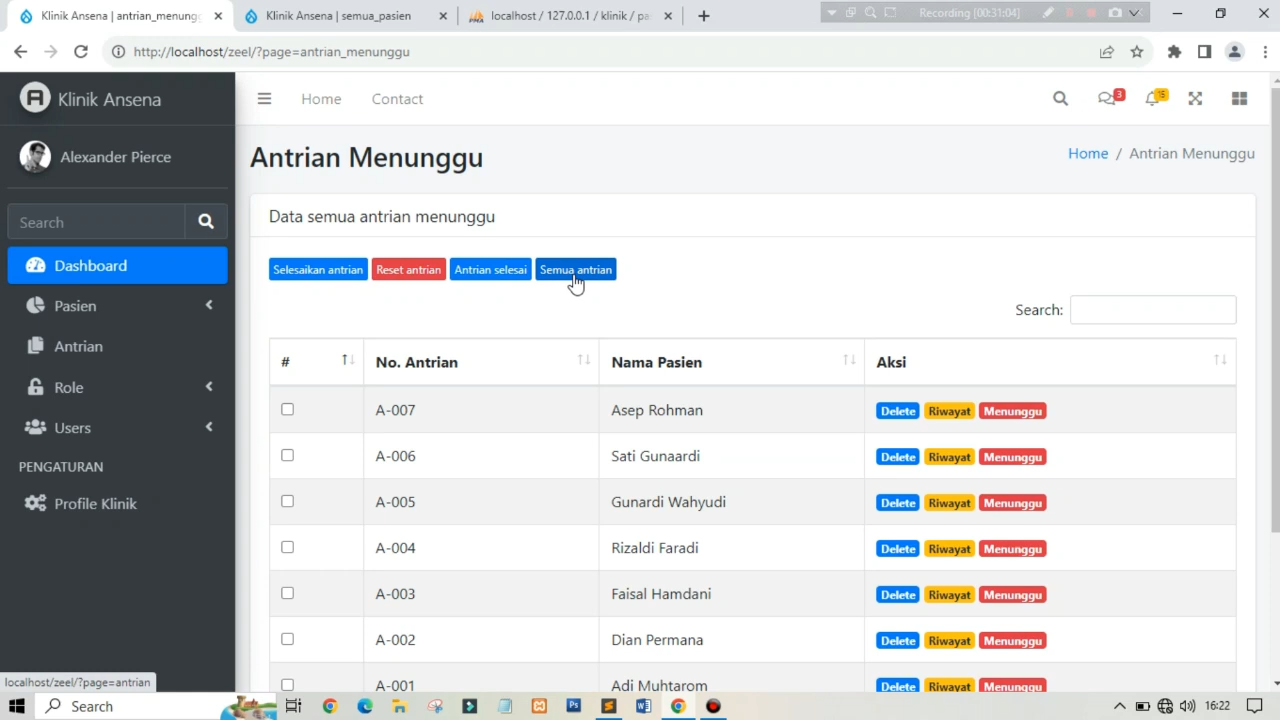 Klinik Ansena | antrian_menungg
Klinik Ansena | semua_pasien
localhost / 127.0.0.1 / klinik / pa
Recording [00:31:04]
http://localhost/zeel/?page=antrian_menunggu
Klinik Ansena
Home
Contact
3
15
Alexander Pierce
Antrian Menunggu
Home / Antrian Menunggu
Search
Data semua antrian menunggu
Dashboard
Selesaikan antrian
Reset antrian
Antrian selesai
Semua antrian
Pasien
Search:
Antrian
# No. Antrian Nama Pasien Aksi
Role
A-007 Asep Rohman Delete Riwayat Menunggu
Users
A-006 Sati Gunaardi Delete Riwayat Menunggu
PENGATURAN
A-005 Gunardi Wahyudi Delete Riwayat Menunggu
Profile Klinik
A-004 Rizaldi Faradi Delete Riwayat Menunggu
A-003 Faisal Hamdani Delete Riwayat Menunggu
A-002 Dian Permana Delete Riwayat Menunggu
A-001 Adi Muhtarom Delete Riwayat Menunggu
localhost/zeel/?page=antrian
Search
16:22